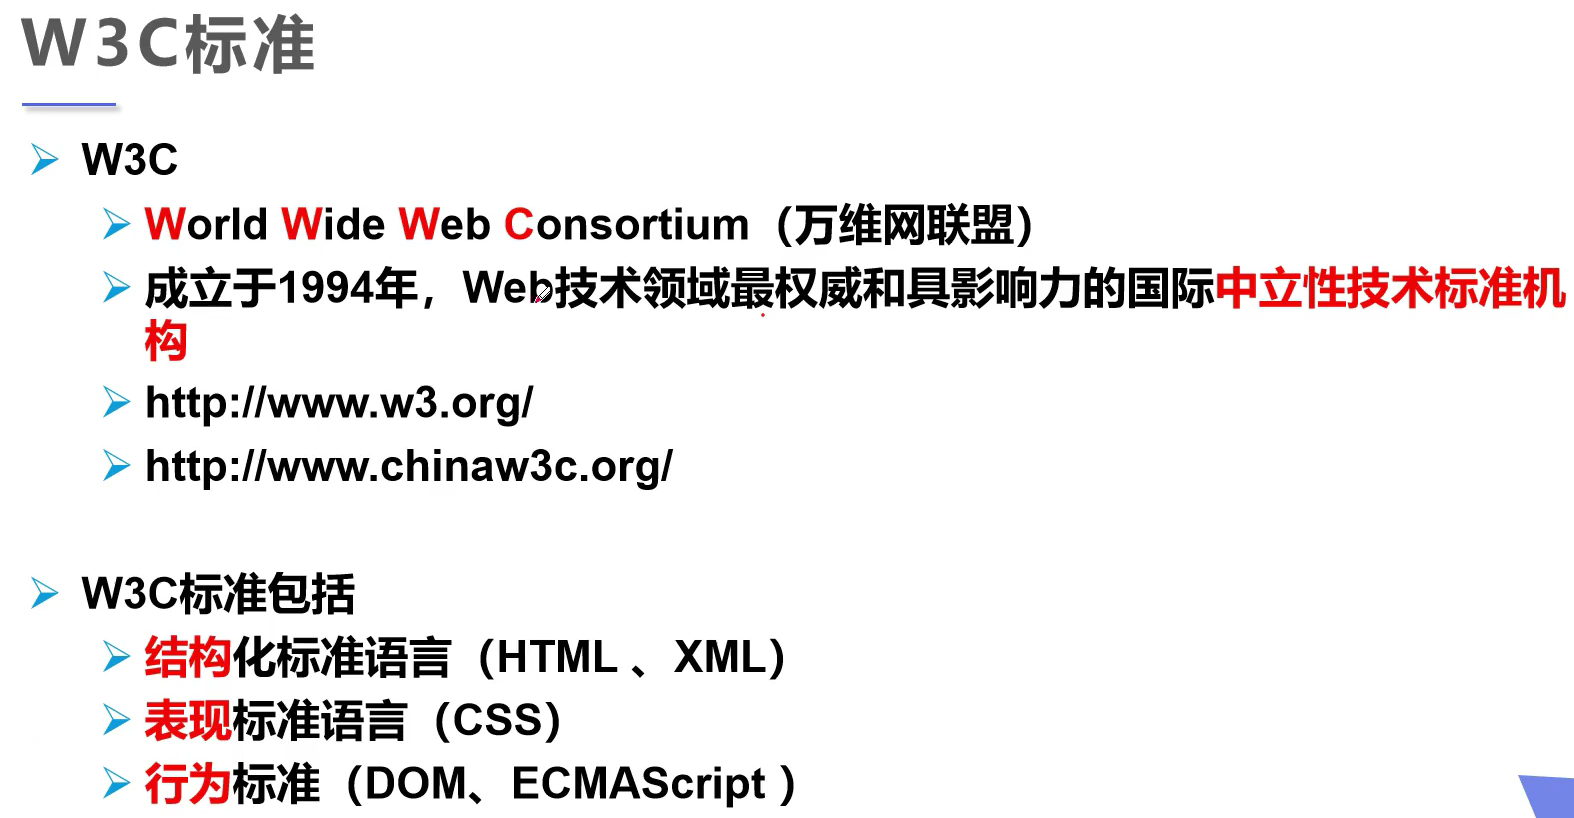 W3C标准
W3C
World Wide Web Consortium（万维网联盟）
成立于1994年，Web技术领域最权威和具影响力的国际中立性技术标准机
构
http://www.w3.org/
http://www.chinaw3c.org/
W3C标准包括
结构化标准语言（HTML 、XML）
表现标准语言（CSS）
行为标准（DOM、ECMAScript ）